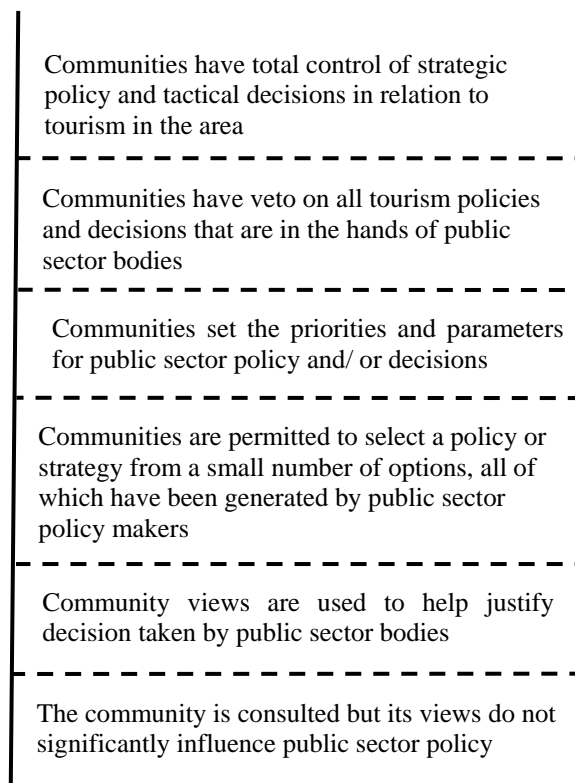 Communities have total control of strategic
policy and tactical decisions in relation to
tourism in the area
Communities have veto on all tourism policies
and decisions that are in the hands of public
sector bodies
Communities set the priorities and parameters
for public sector policy and/ or decisions
Communities are permitted to select a policy or
strategy from a small number of options, all of
which have been generated by public sector
policy makers
Community views are used to help justify
decision taken by public sector bodies
The community is consulted but its views do not
significantly influence public sector policy